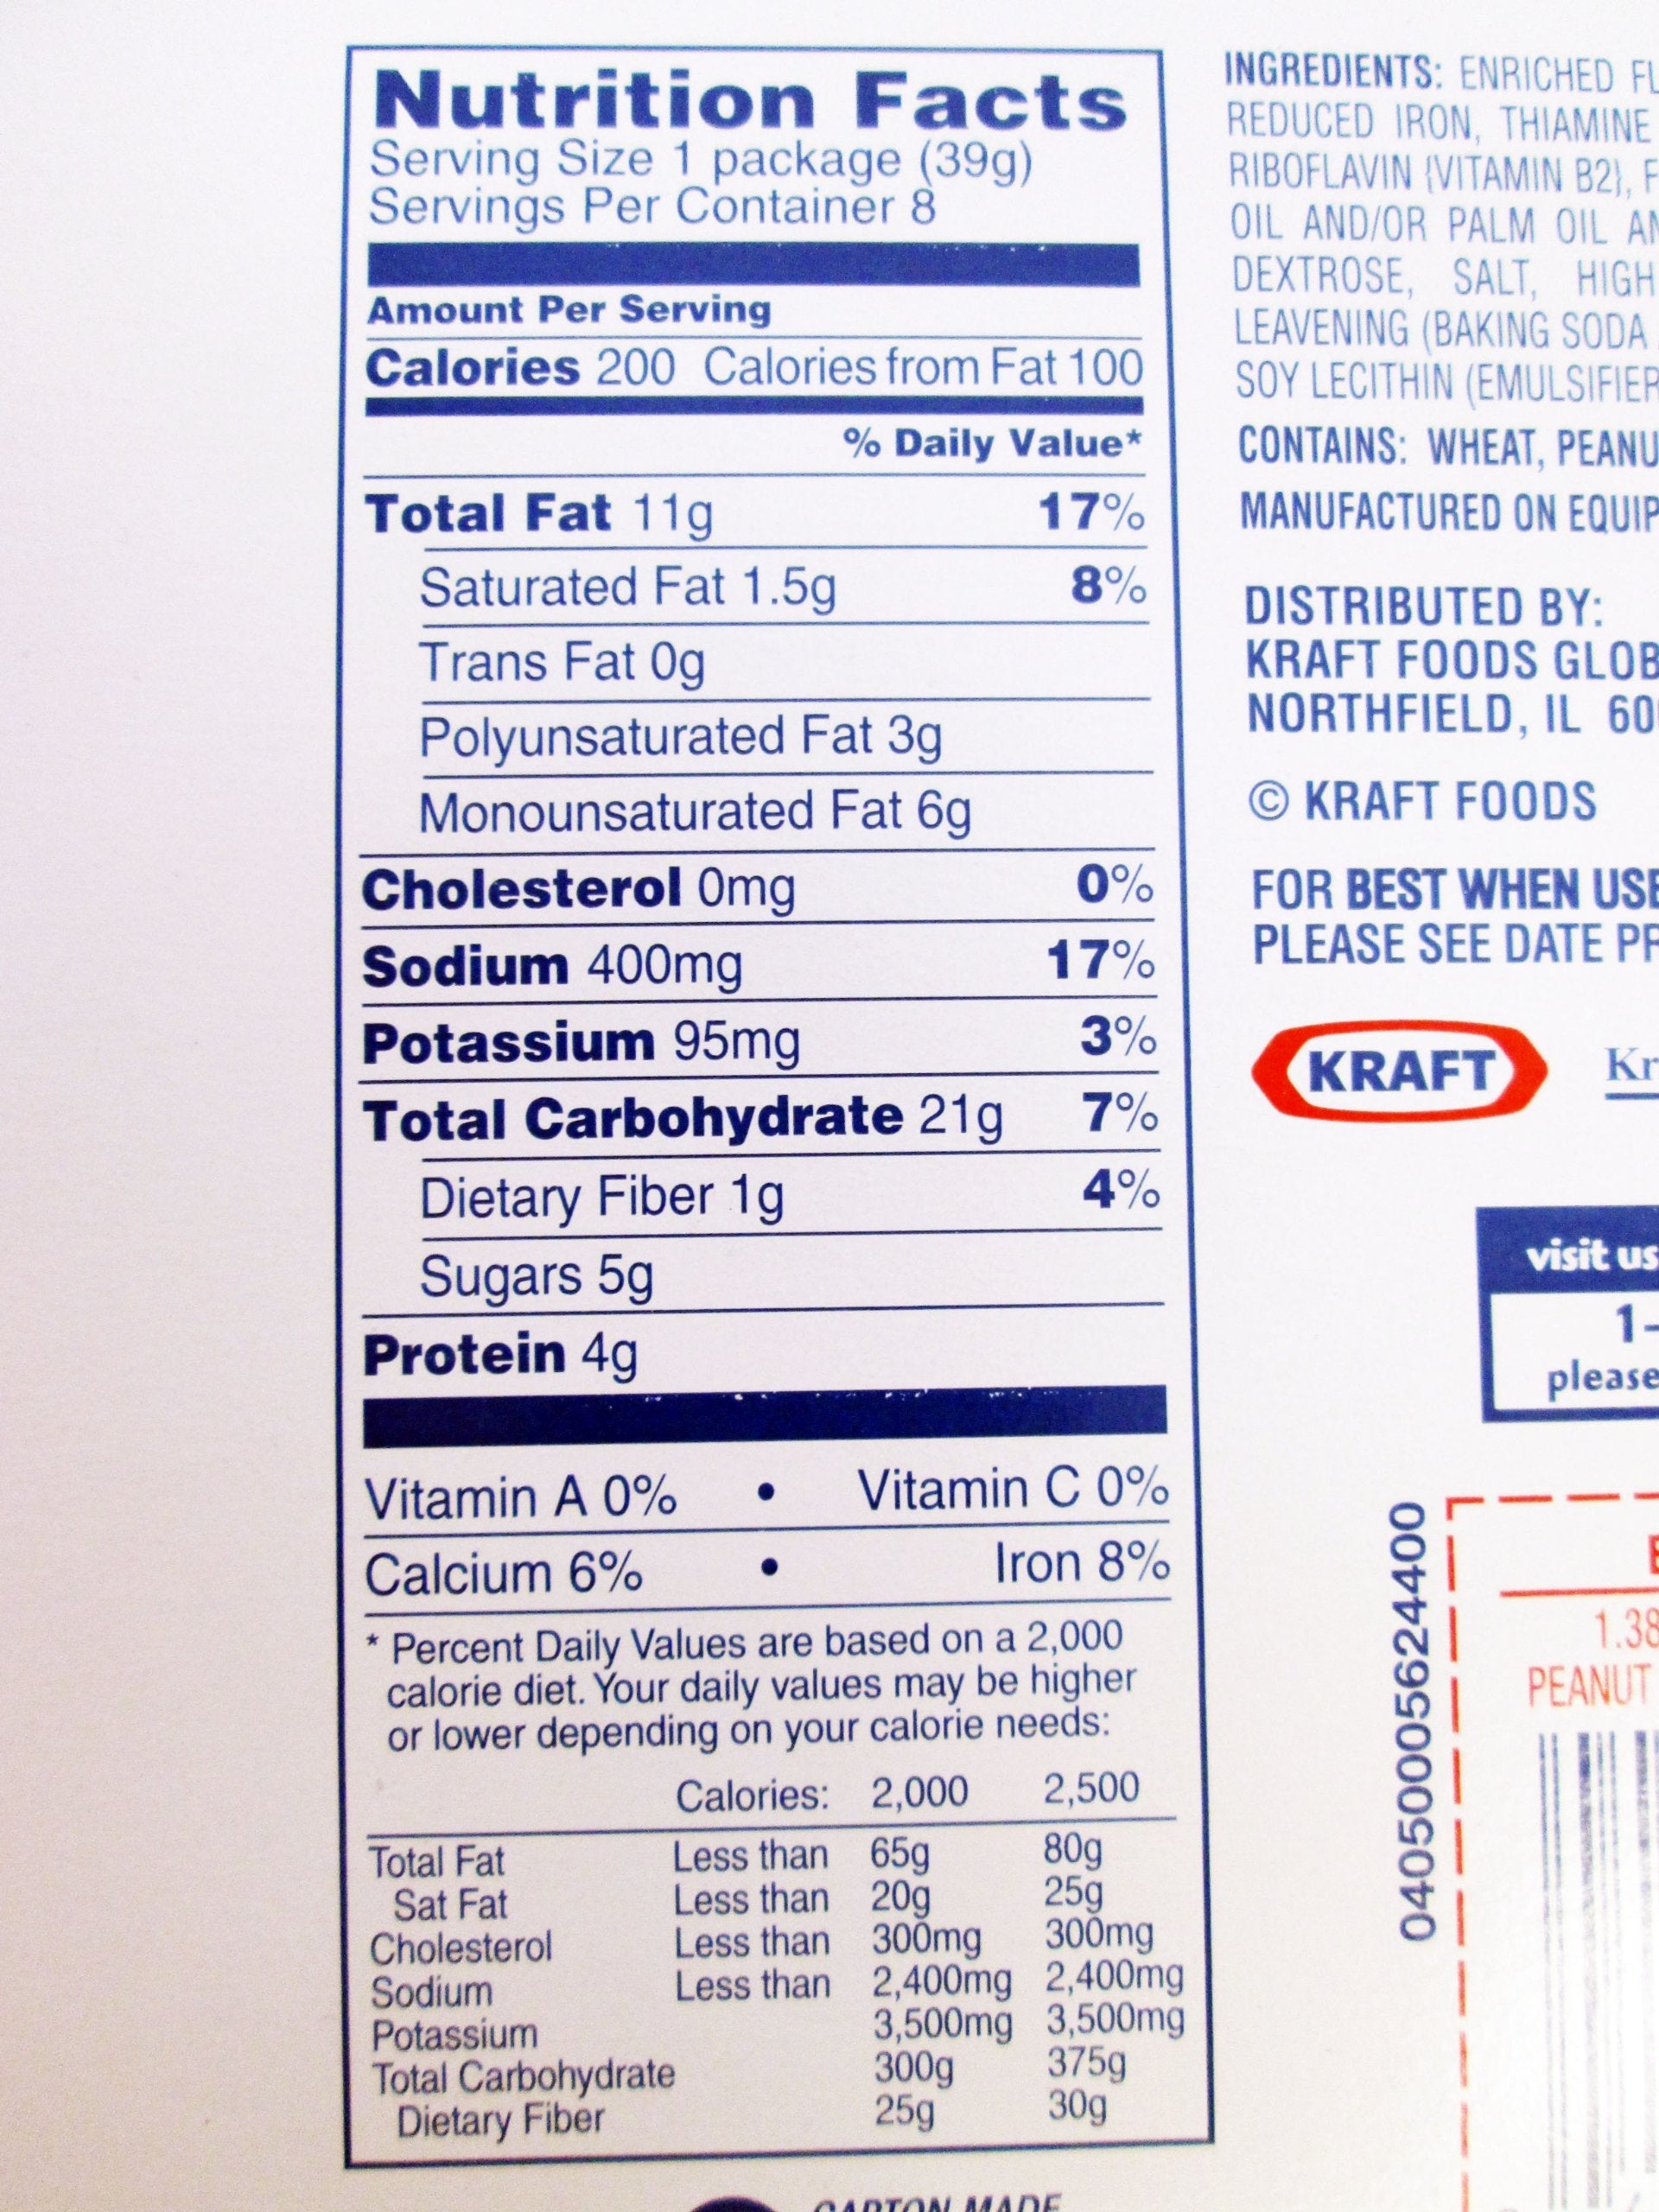 Nutrition Facts
Serving Size 1 package (39g)
Servings Per Container 8
Amount Per Serving
Calories 200 Calories from Fat 100
% Daily Value*
Total Fat 11g 17%
Saturated Fat 1.5g 8%
Trans Fat 0g
Polyunsaturated Fat 3g
Monounsaturated Fat 6g
Cholesterol 0mg 0%
Sodium 400mg 17%
Potassium 95mg 3%
Total Carbohydrate 21g 7%
Dietary Fiber 1g 4%
Sugars 5g
Protein 4g
Vitamin A 0% • Vitamin C 0%
Calcium 6% • Iron 8%
* Percent Daily Values are based on a 2,000
calorie diet. Your daily values may be higher
or lower depending on your calorie needs:
Calories: 2,000 2,500
Total Fat Less than 65g 80g
Sat Fat Less than 20g 25g
Cholesterol Less than 300mg 300mg
Sodium Less than 2,400mg 2,400mg
Potassium 3,500mg 3,500mg
Total Carbohydrate 300g 375g
Dietary Fiber 25g 30g
CARTON MADE
INGREDIENTS: ENRICHED
REDUCED IRON, THIAMINE
RIBOFLAVIN {VITAMIN B2},
OIL AND/OR PALM OIL
DEXTROSE, SALT, HIGH
LEAVENING (BAKING SODA
SOY LECITHIN (EMULSIFIER
CONTAINS: WHEAT,
MANUFACTURED ON
DISTRIBUTED BY:
KRAFT FOODS
NORTHFIELD, IL
© KRAFT FOODS
FOR BEST WHEN
PLEASE SEE DATE
KRAFT
visit us
1-
please
04050005624400
1.38
PEANUT